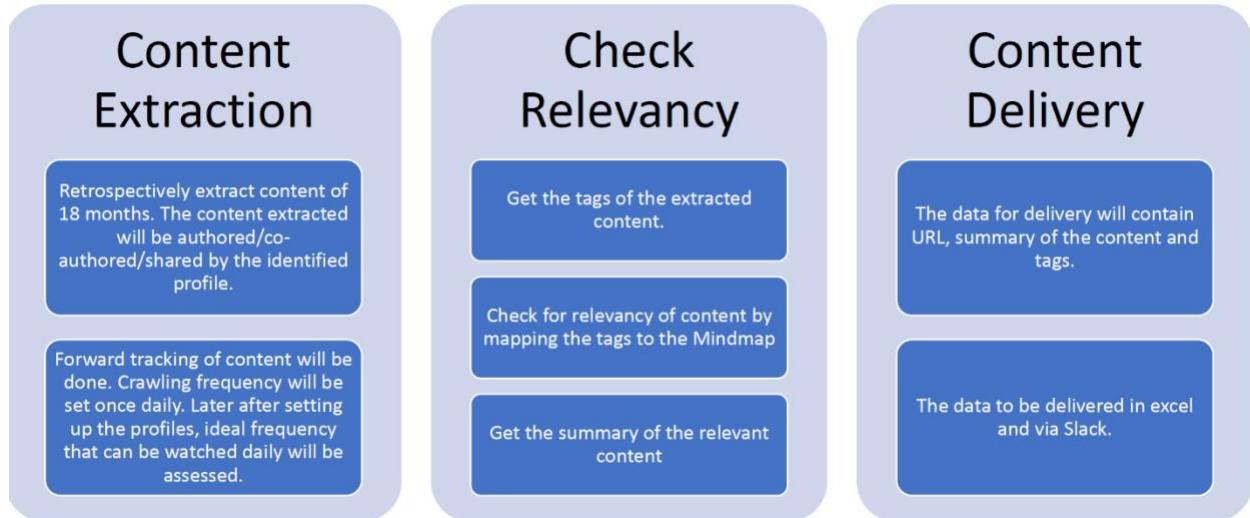 Content
Extraction
Retrospectively extract content of
18 months. The content extracted
will be authored/co-
authored/shared by the identified
profile.
Forward tracking of content will be
done. Crawling frequency will be
set once daily. Later after setting
up the profiles, ideal frequency
that can be watched daily will be
assessed.
Check
Relevancy
Get the tags of the extracted
content.
Check for relevancy of content by
mapping the tags to the Mindmap
Get the summary of the relevant
content
Content
Delivery
The data for delivery will contain
URL, summary of the content and
tags.
The data to be delivered in excel
and via Slack.